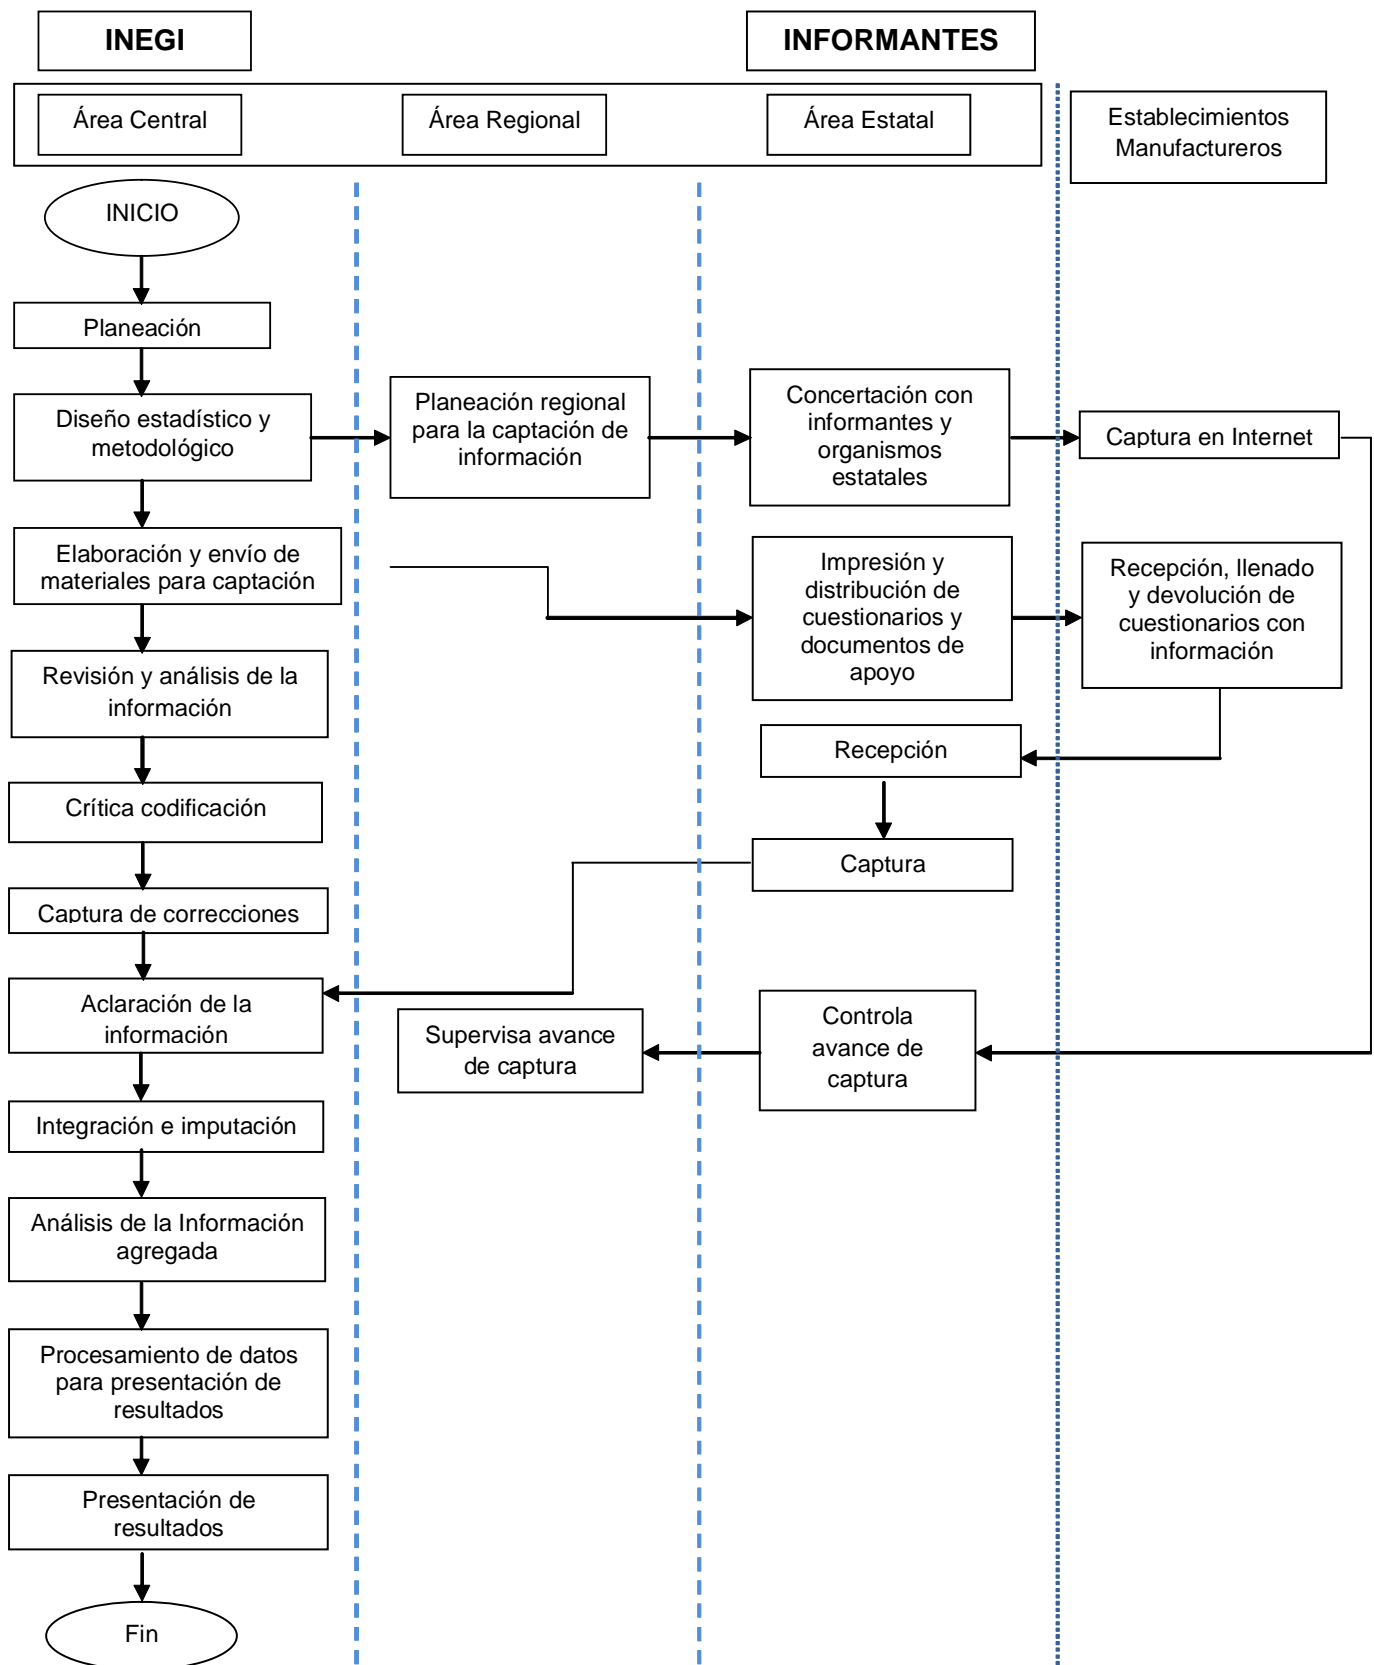 INEGI
INFORMANTES
Área Central
Área Regional
Área Estatal
Establecimientos
Manufactureros
INICIO
Planeación
Diseño estadístico y
metodológico
Planeación regional
para la captación de
información
Concertación con
informantes y
organismos
estatales
Captura en Internet
Elaboración y envío de
materiales para captación
Impresión y
distribución de
cuestionarios y
documentos de
apoyo
Recepción, llenado
y devolución de
cuestionarios con
información
Revisión y análisis de la
información
Recepción
Crítica codificación
Captura
Captura de correcciones
Aclaración de la
información
Supervisa avance
de captura
Controla
avance de
captura
Integración e imputación
Análisis de la Información
agregada
Procesamiento de datos
para presentación de
resultados
Presentación de
resultados
Fin